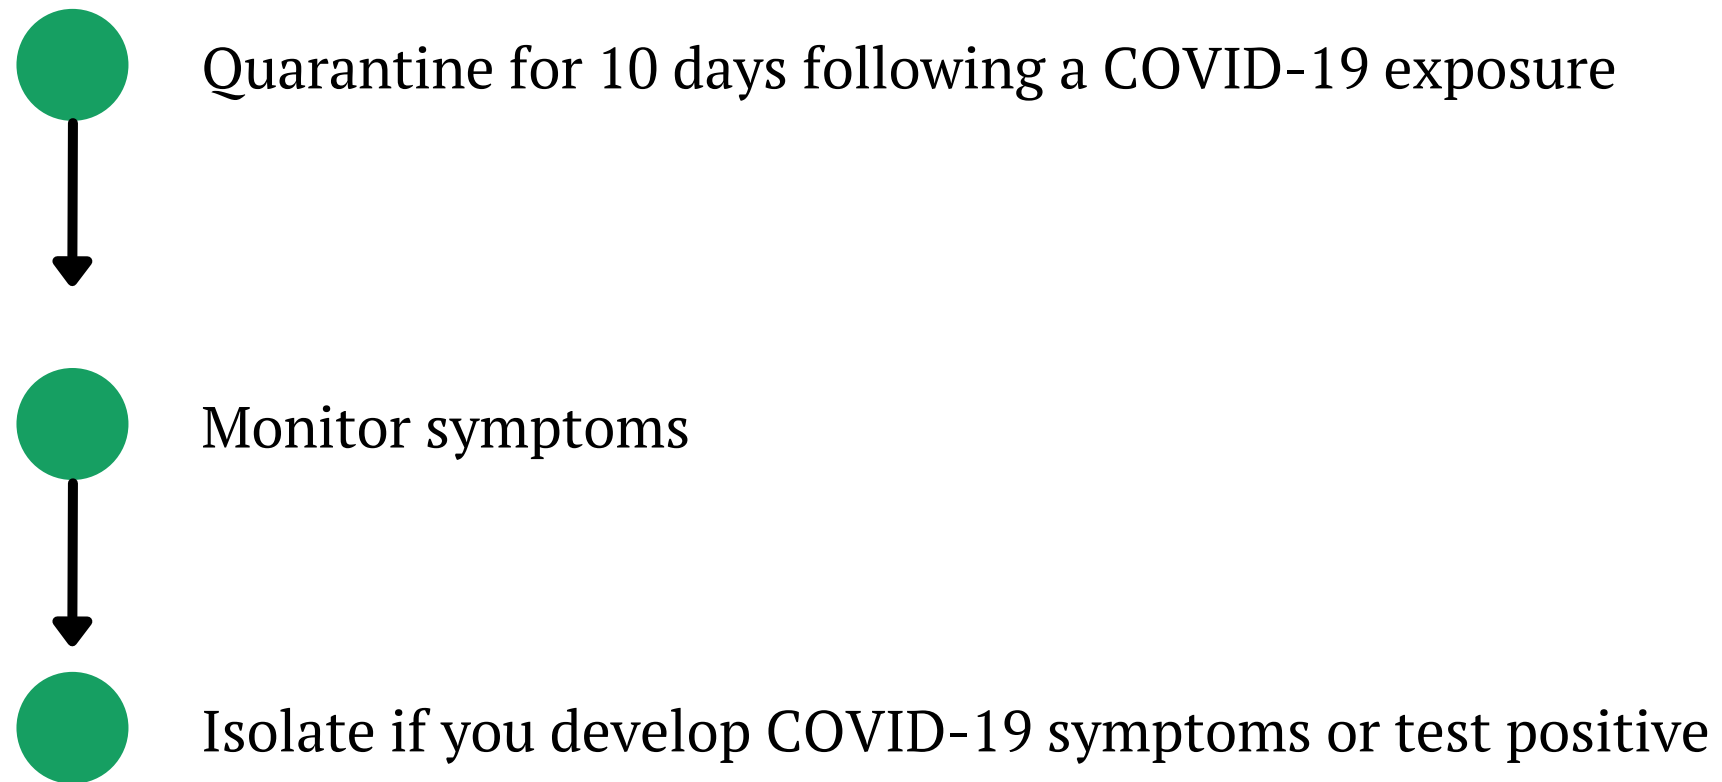 Quarantine for 10 days following a COVID-19 exposure
Monitor symptoms
Isolate if you develop COVID-19 symptoms or test positive